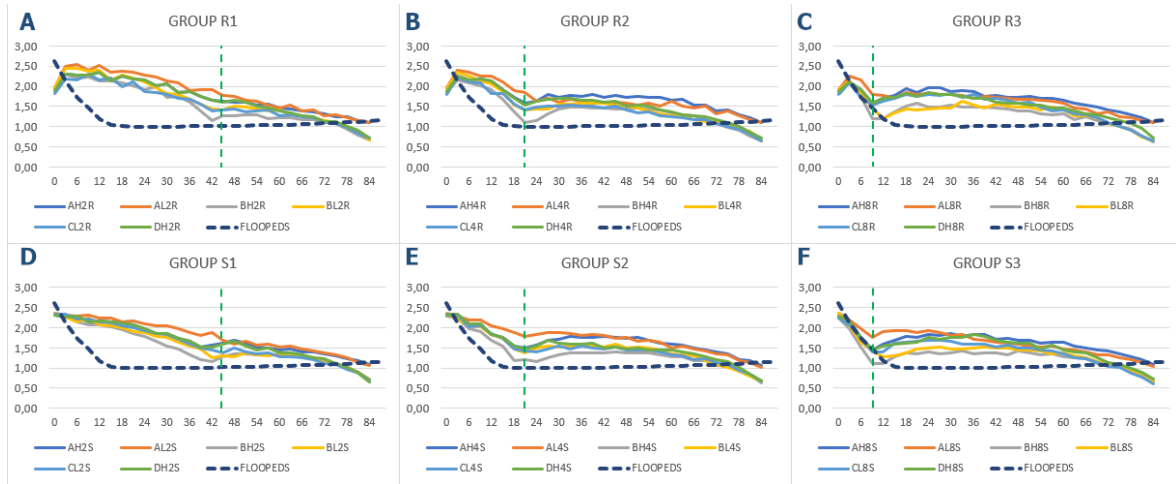 A GROUP R1
3,00
2,50
2,00
1,50
1,00
0,50
0,00
0 6 12 18 24 30 36 42 48 54 60 66 72 78 84
AH2R AL2R BH2R BL2R
CL2R DH2R FLOOPEDS
B GROUP R2
3,00
2,50
2,00
1,50
1,00
0,50
0,00
0 6 12 18 24 30 36 42 48 54 60 66 72 78 84
AH4R AL4R BH4R BL4R
CL4R DH4R FLOOPEDS
C GROUP R3
3,00
2,50
2,00
1,50
1,00
0,50
0,00
0 6 12 18 24 30 36 42 48 54 60 66 72 78 84
AH8R AL8R BH8R BL8R
CL8R DH8R FLOOPEDS
D GROUP S1
3,00
2,50
2,00
1,50
1,00
0,50
0,00
0 6 12 18 24 30 36 42 48 54 60 66 72 78 84
AH2S AL2S BH2S BL2S
CL2S DH2S FLOOPEDS
E GROUP S2
3,00
2,50
2,00
1,50
1,00
0,50
0,00
0 6 12 18 24 30 36 42 48 54 60 66 72 78 84
AH4S AL4S BH4S BL4S
CL4S DH4S FLOOPEDS
F GROUP S3
3,00
2,50
2,00
1,50
1,00
0,50
0,00
0 6 12 18 24 30 36 42 48 54 60 66 72 78 84
AH8S AL8S BH8S BL8S
CL8S DH8S FLOOPEDS